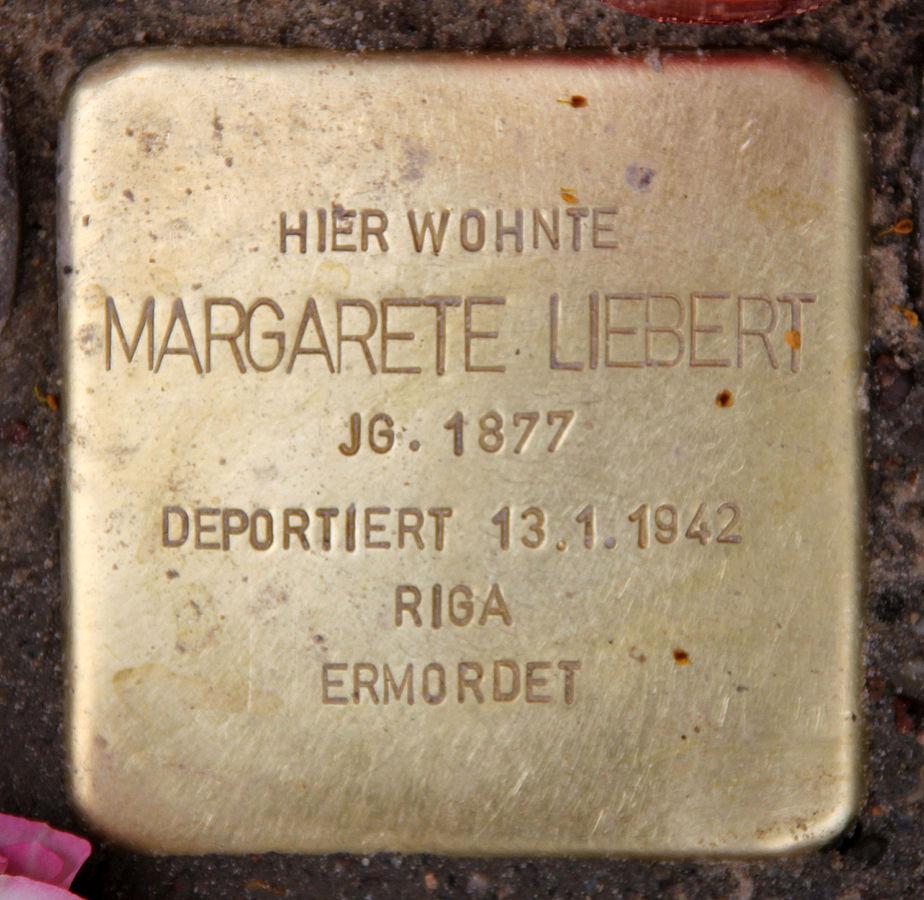 HIER WOHNTE
MARGARETE LIEBERT
JG. 1877
DEPORTIERT 13.1.1942
RIGA
ERMORDET